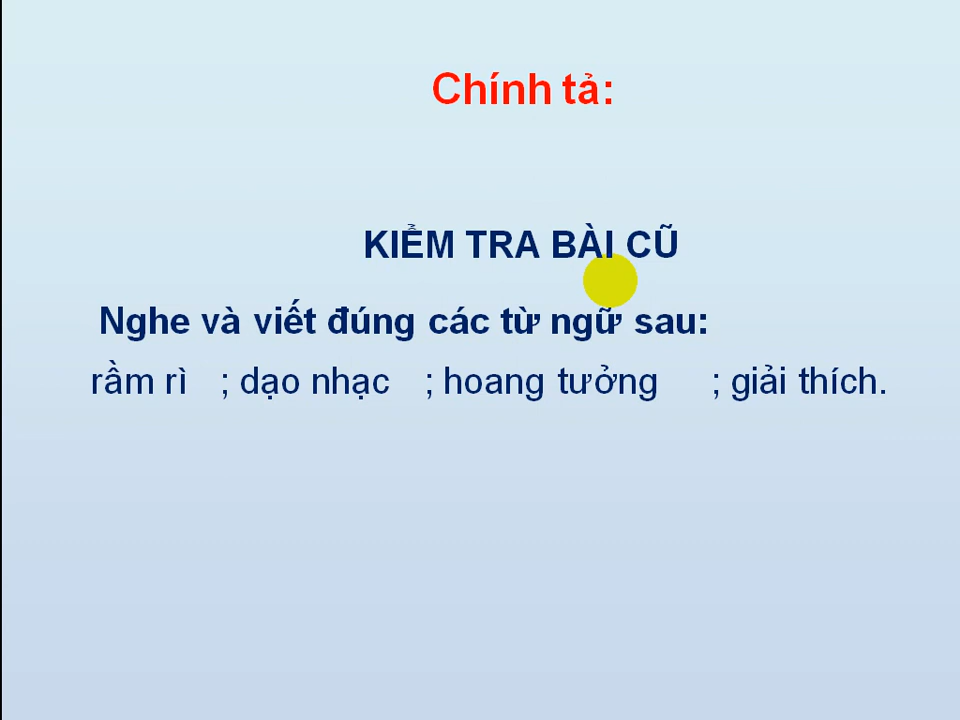 Chính tả:
KIỂM TRA BÀI CŨ
Nghe và viết đúng các từ ngữ sau:
rầm rì ; dạo nhạc ; hoang tưởng ; giải thích.